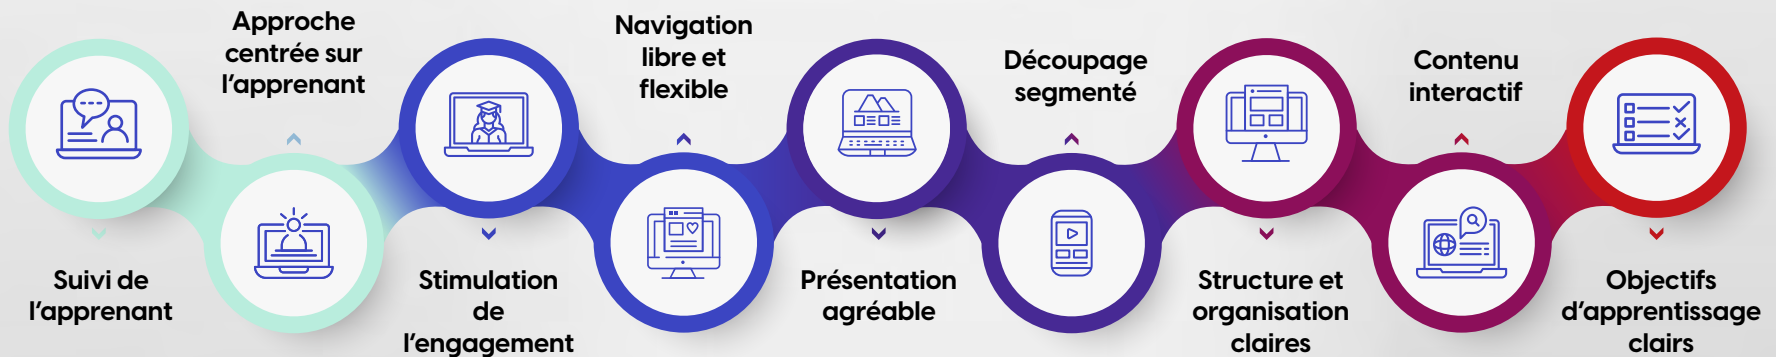 Suivi de
l'apprenant
Approche
centrée sur
l'apprenant
Stimulation
de
l'engagement
Navigation
libre et
flexible
Présentation
agréable
Découpage
segmenté
Structure et
organisation
claires
Contenu
interactif
Objectifs
d'apprentissage
clairs